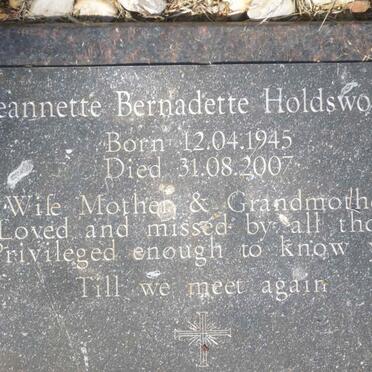 eannette Bernadette Holdswo
Born 12.04.1945
Died 31.08.2007
Wife Mother & Grandmothe
Loved and missed by all tho
Privileged enough to know
Till we meet again